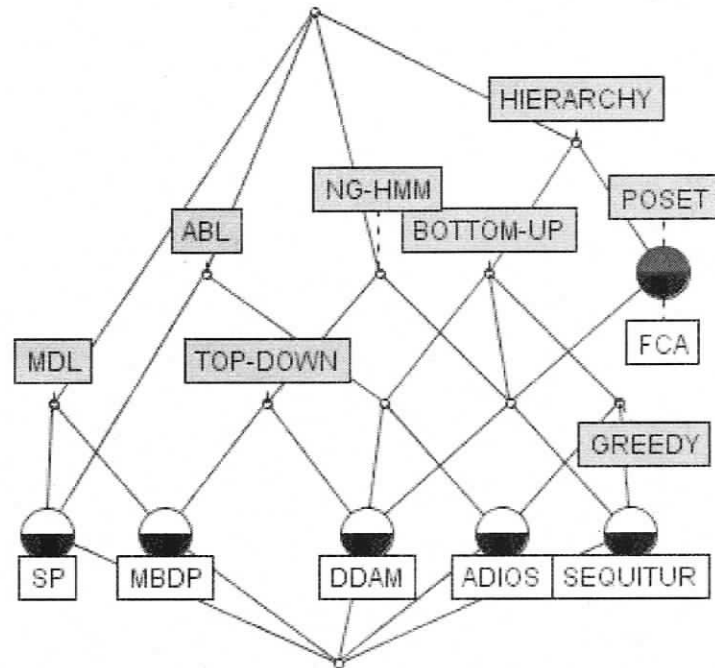 HIERARCHY
NG-HMM
POSET
ABL
BOTTOM-UP
FCA
MDL
TOP-DOWN
GREEDY
SP
MBDP
DDAM
ADIOS
SEQUITUR